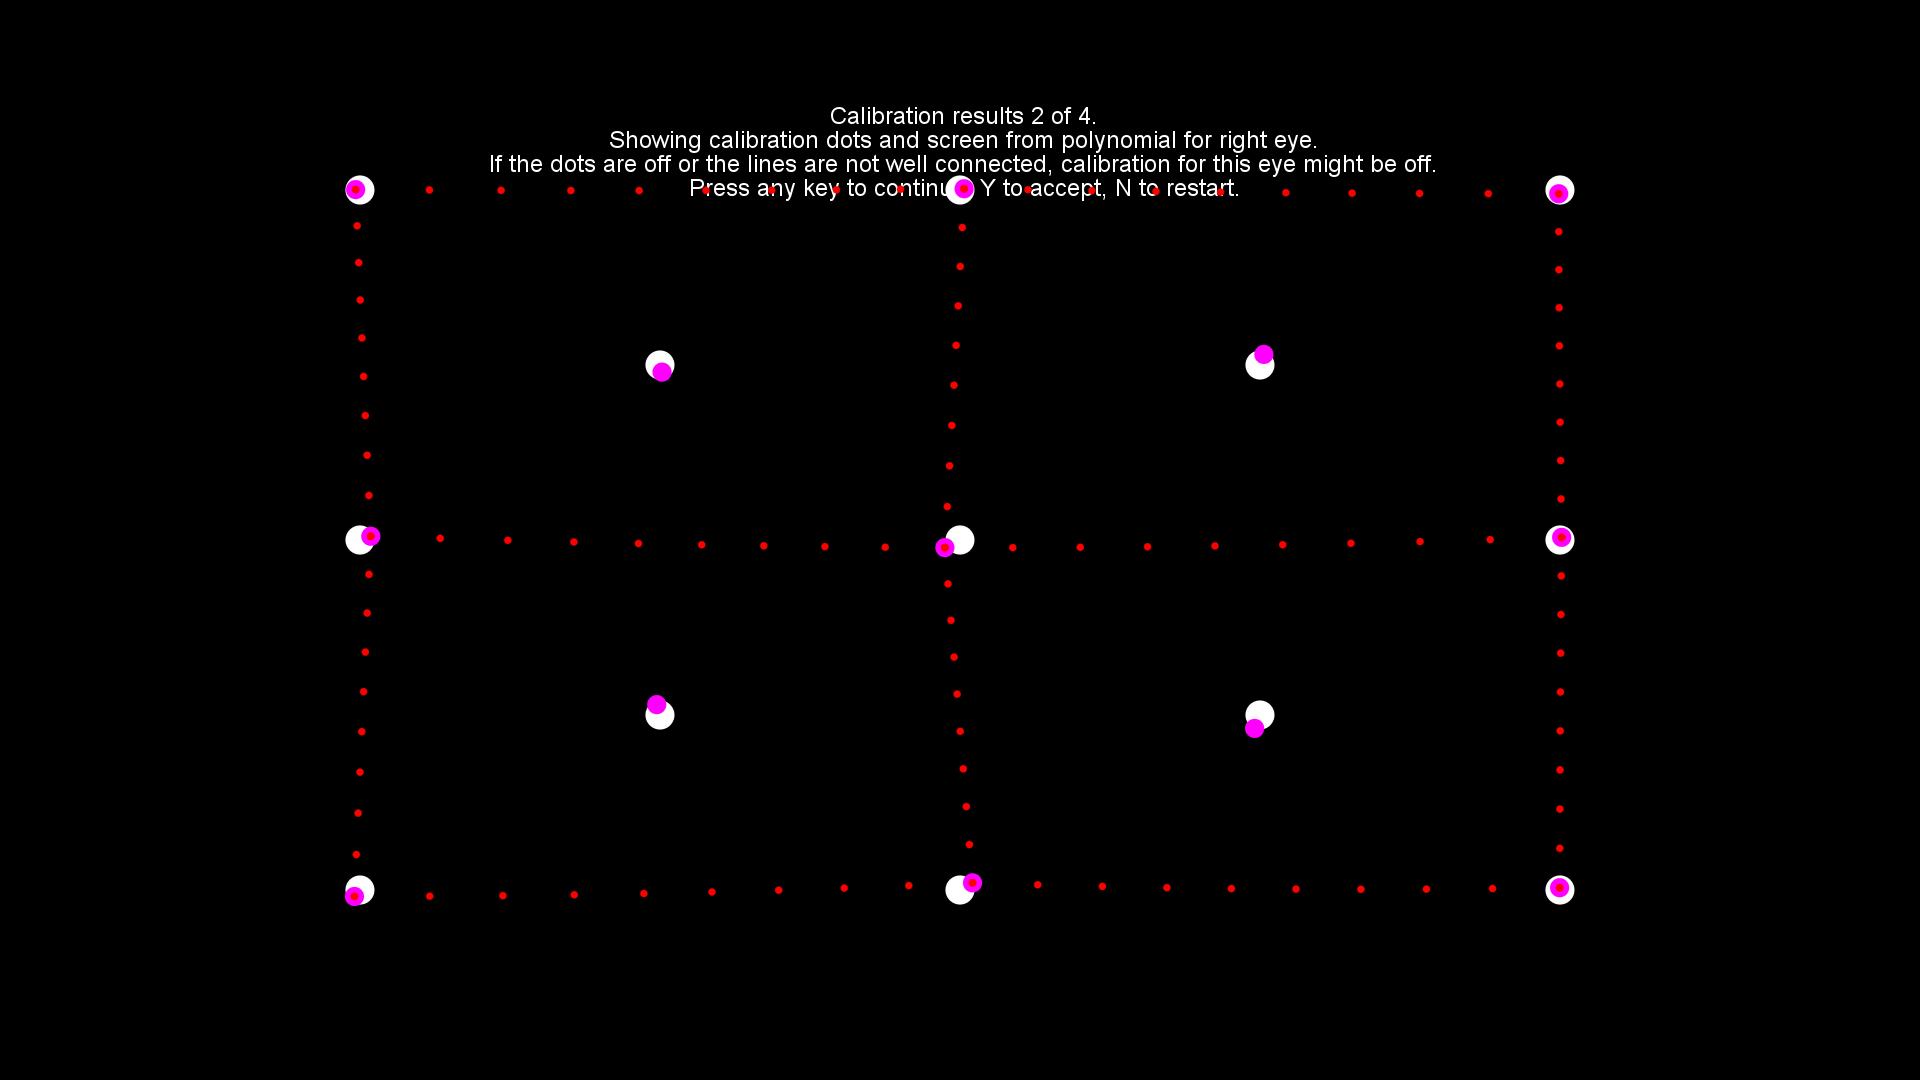 Calibration results 2 of 4.
Showing calibration dots and screen from polynomial for right eye.
If the dots are off or the lines are not well connected, calibration for this eye might be off.
Press any key to continu Y to accept, N to restart.